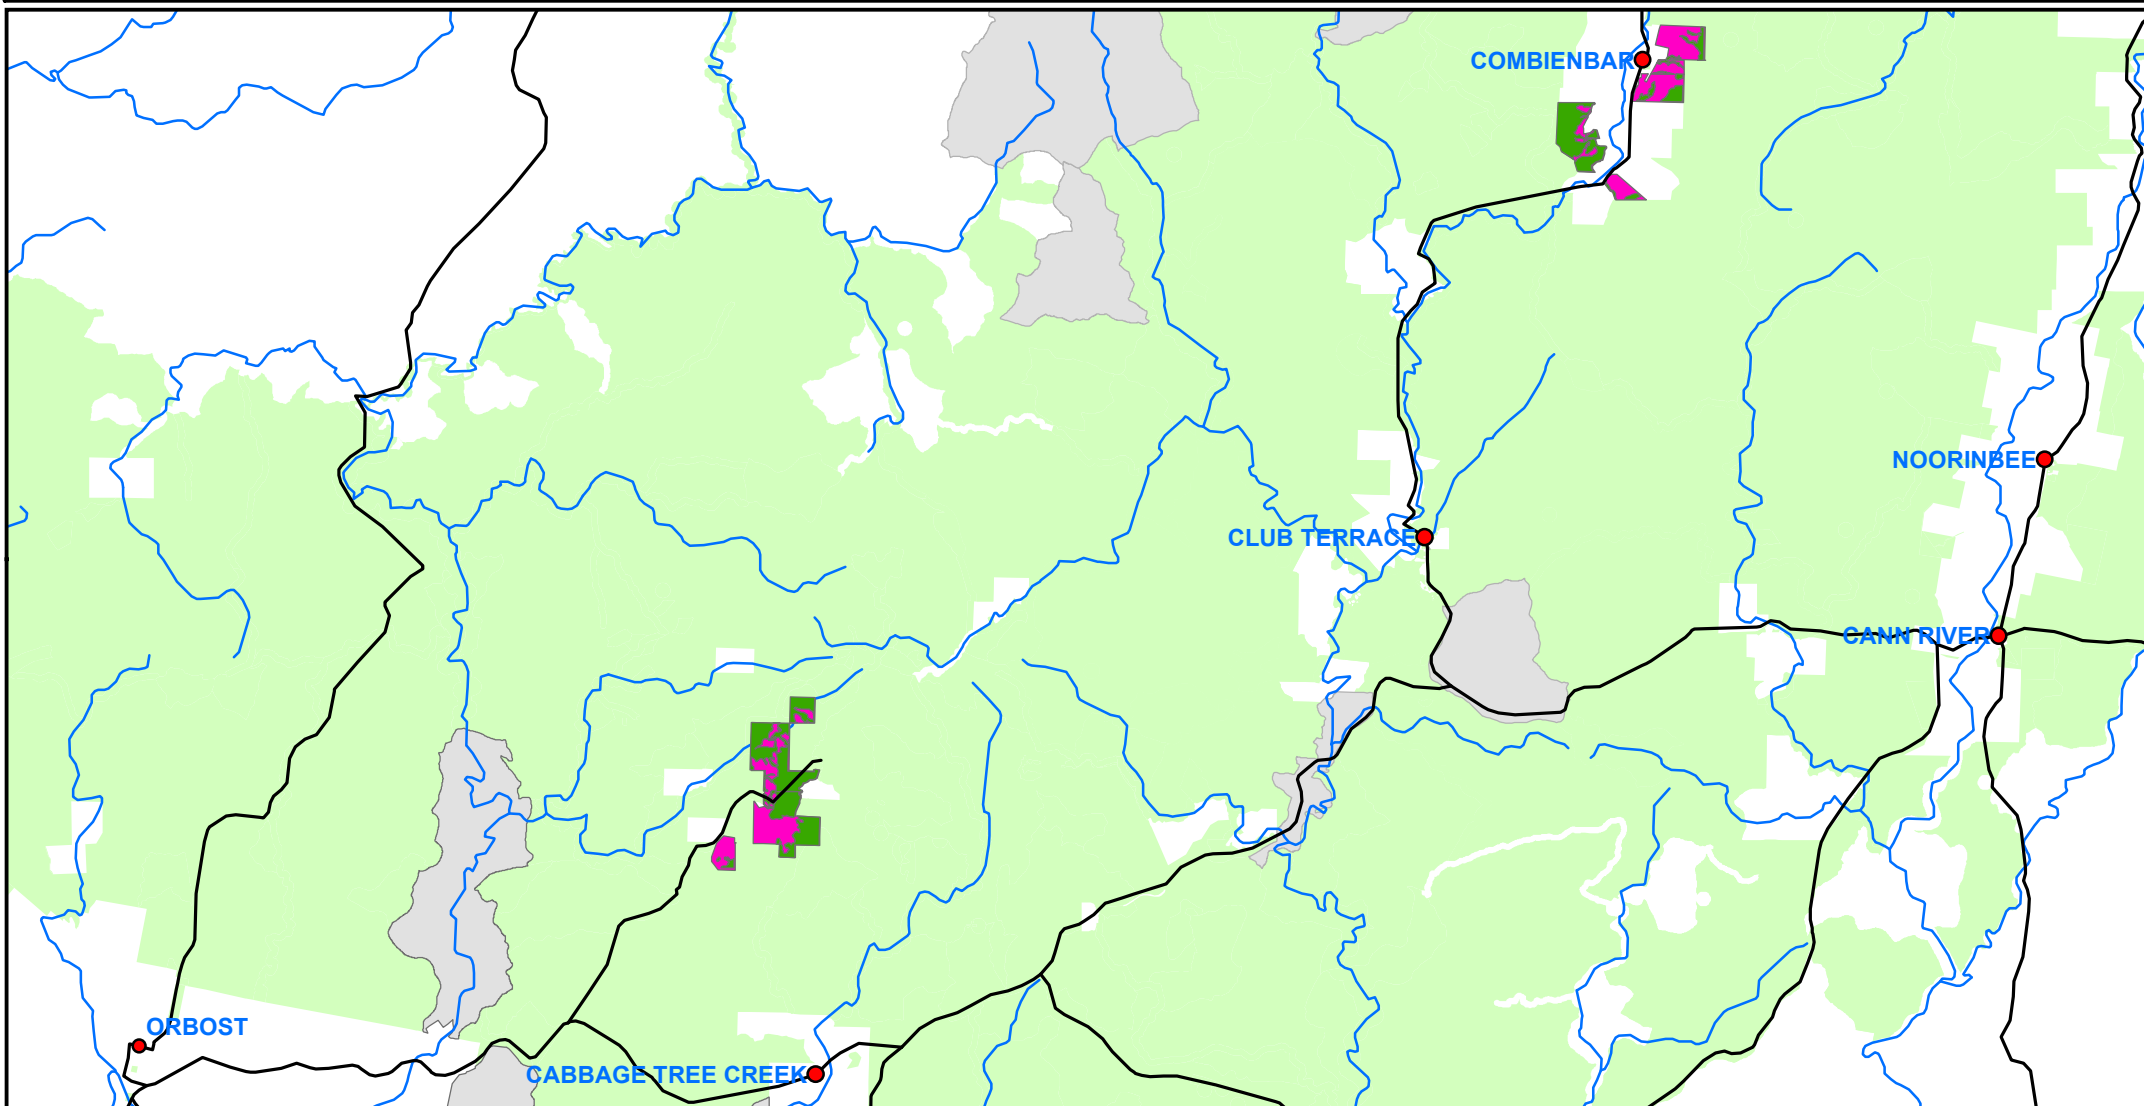 COMBIENBAR
NOORINBEE
CLUB TERRACE
CANN RIVER
ORBOST
CABBAGE TREE CREEK